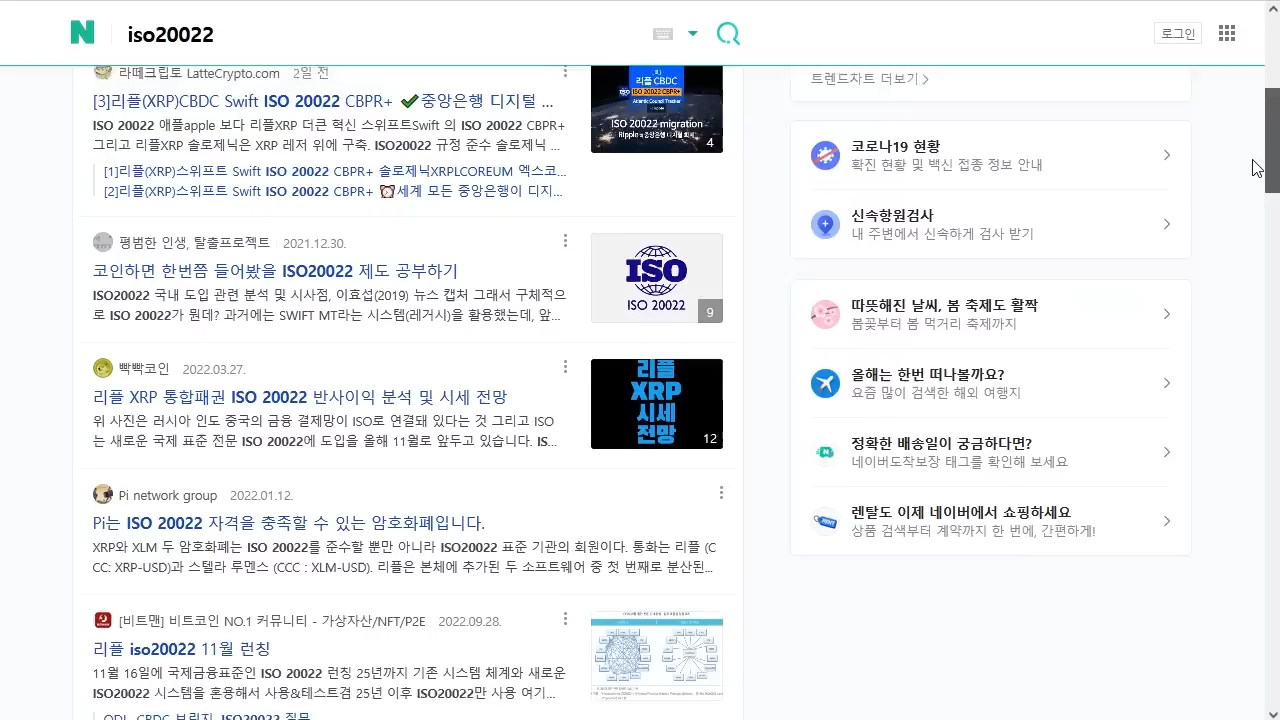 N
iso20022
로그인
라떼크립토 LatteCrypto.com 2일 전
[3]리플(XRP)CBDC Swift ISO 20022 CBPR+ ✔중앙은행 디지털 ...
ISO 20022 애플apple 보다 리플XRP 더큰 혁신 스위프트Swift 의 ISO 20022 CBPR+
그리고 리플XRP 솔로제닉은 XRP 레저 위에 구축. ISO20022 규정 준수 솔로제닉 ...
[1]리플(XRP)스위프트 Swift ISO 20022 CBPR+ 솔로제닉XRPLCOREUM 엑스코...
[2]리플(XRP)스위프트 Swift ISO 20022 CBPR+ ⏰세계 모든 중앙은행이 디지...
리플 CBDC
ISO 20022 CBPR+
Atlantic Council Tracker
ISO 20022 migration
4
평범한 인생, 탈출프로젝트 2021.12.30.
코인하면 한번쯤 들어봤을 ISO20022 제도 공부하기
ISO20022 국내 도입 관련 분석 및 시사점, 이효섭(2019) 뉴스 캡처 그래서 구체적으
로 ISO 20022가 뭔데? 과거에는 SWIFT MT라는 시스템(레거시)을 활용했는데, 앞...
ISO
ISO 20022
9
빡빡코인 2022.03.27.
리플 XRP 통합패권 ISO 20022 반사이익 분석 및 시세 전망
위 사진은 러시아 인도 중국의 금융 결제망이 ISO로 연결돼 있다는 것 그리고 ISO
는 새로운 국제 표준 전문 ISO 20022에 도입을 올해 11월로 앞두고 있습니다. IS...
리플
XRP
시세
전망
12
Pi network group 2022.01.12.
Pi는 ISO 20022 자격을 충족할 수 있는 암호화폐입니다.
XRP와 XLM 두 암호화폐는 ISO 20022를 준수할 뿐만 아니라 ISO20022 표준 기관의 회원이다. 통화는 리플 (C
CC: XRP-USD)과 스텔라 루멘스 (CCC : XLM-USD). 리플은 본체에 추가된 두 소프트웨어 중 첫 번째로 분산된...
[비트맨] 비트코인 NO.1 커뮤니티 - 가상자산/NFT/P2E 2022.09.28.
리플 iso20022 11월 런칭
11월 16일에 국제금융표준인 ISO 20022 도입 25년까지 기존 시스템 체계와 새로운
ISO20022 시스템을 혼용해서 사용&테스트겸 25년 이후 ISO20022만 사용 여기...
ODL, CBDC 브릿지, ISO20022 질문
트렌드차트 더보기
코로나19 현황
확진 현황 및 백신 접종 정보 안내
신속항원검사
내 주변에서 신속하게 검사 받기
따뜻해진 날씨, 봄 축제도 활짝
봄꽃부터 봄 먹거리 축제까지
올해는 한번 떠나볼까요?
요즘 많이 검색한 해외 여행지
정확한 배송일이 궁금하다면?
네이버도착보장 태그를 확인해 보세요
렌탈도 이제 네이버에서 쇼핑하세요
상품 검색부터 계약까지 한 번에, 간편하게!